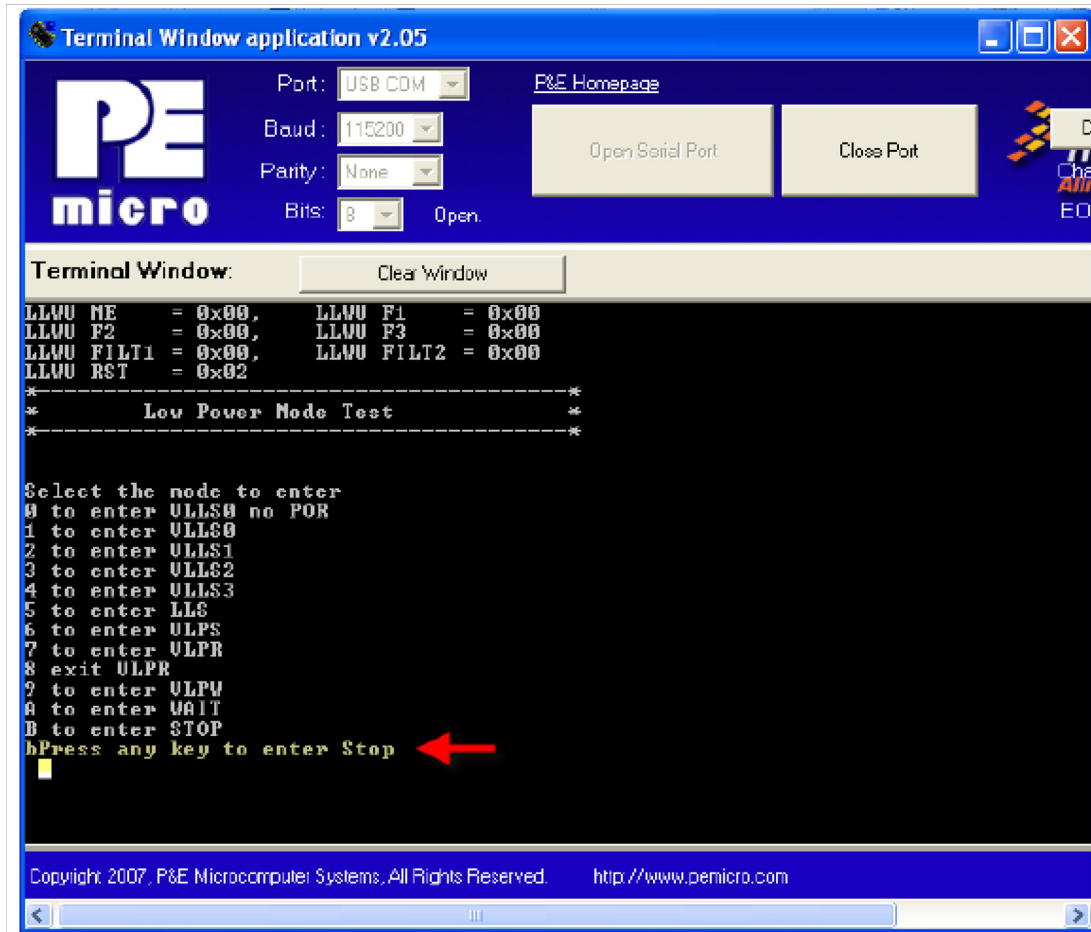 Terminal Window application v2.05
PE
micro
Port: USB COM
Baud: 115200
Parity: None
Bits: 8 Open.
P&E Homepage
Open Serial Port
Close Port
Terminal Window:
Clear Window
LLWU ME = 0x00, LLWU F1 = 0x00
LLWU F2 = 0x00, LLWU F3 = 0x00
LLWU FILT1 = 0x00, LLWU FILT2 = 0x00
LLWU RST = 0x02
*----------------------------------------*
* Low Power Mode Test *
*----------------------------------------*
Select the mode to enter
0 to enter VLLS0 no POR
1 to enter VLLS0
2 to enter VLLS1
3 to enter VLLS2
4 to enter VLLS3
5 to enter LLS
6 to enter VLPS
7 to enter VLPR
8 exit VLPR
9 to enter VLPW
A to enter WAIT
B to enter STOP
bPress any key to enter Stop
Copyright 2007, P&E Microcomputer Systems, All Rights Reserved. http://www.pemicro.com